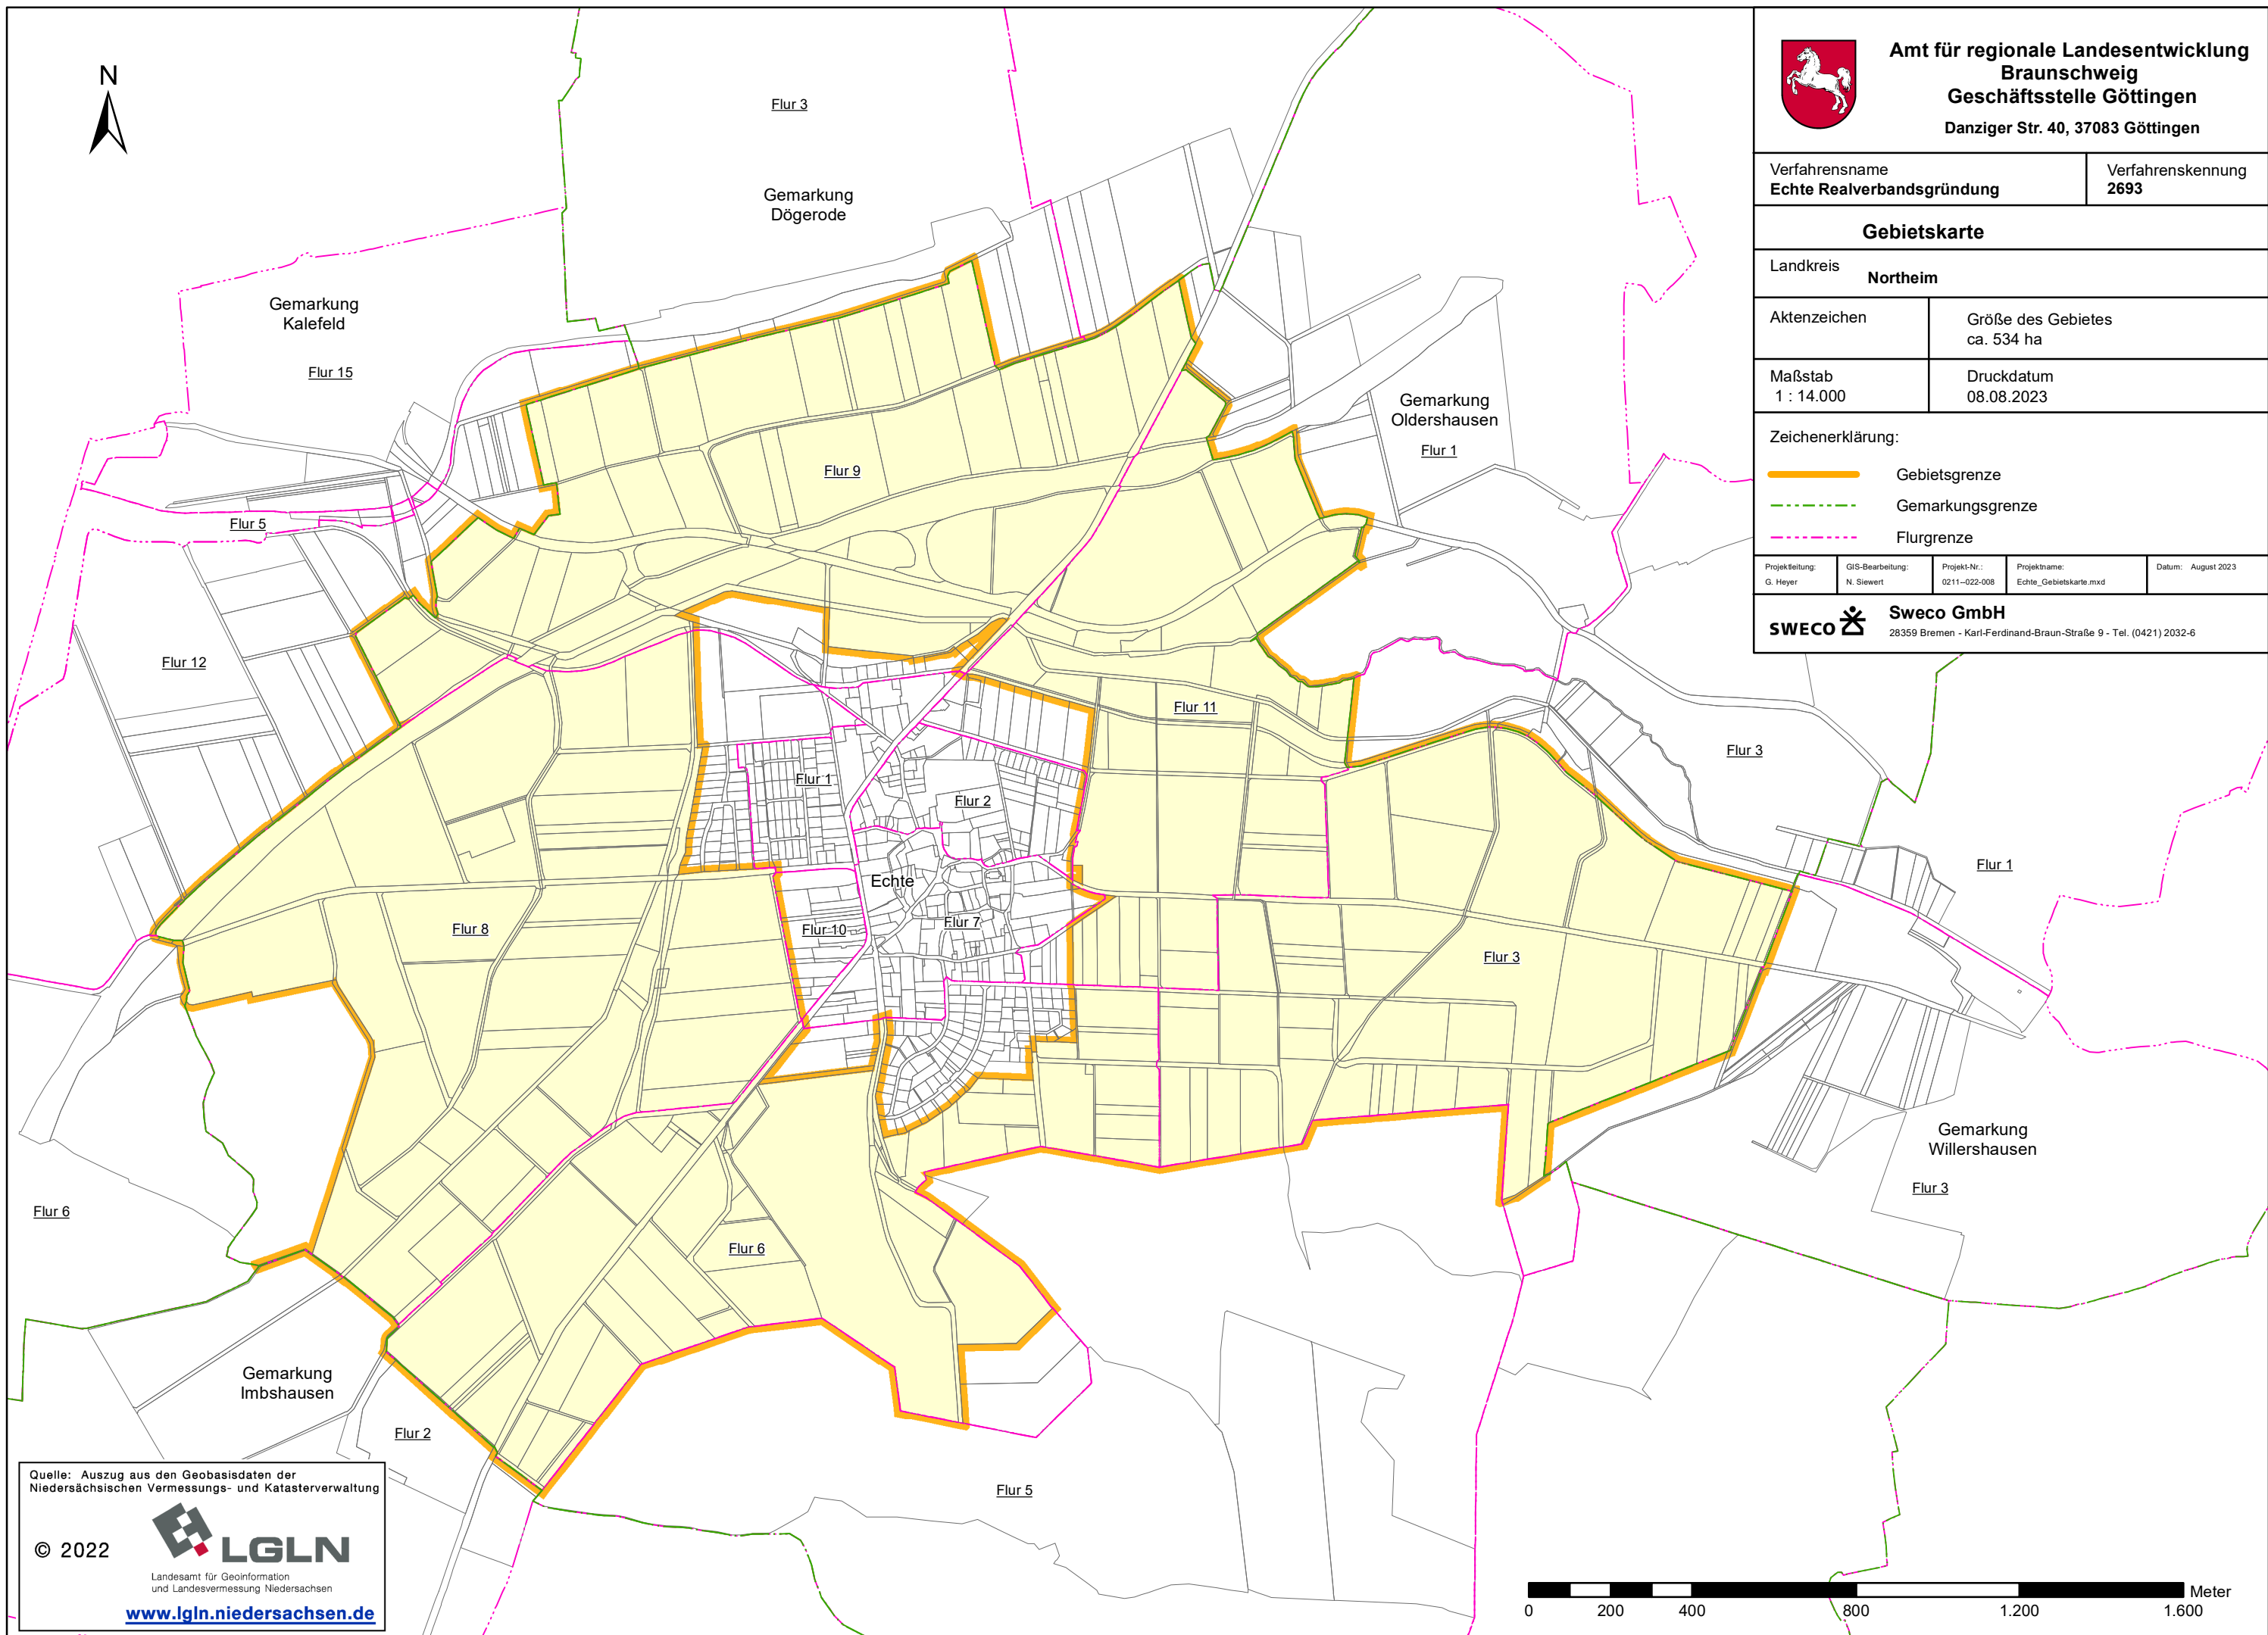 N
Flur 3
Gemarkung
Dögerode
Gemarkung
Kalefeld
Flur 15
Flur 9
Flur 5
Flur 12
Gemarkung
Oldershausen
Flur 1
Flur 11
Flur 3
Flur 1
Flur 2
Flur 1
Echte
Flur 8
Flur 10
Flur 7
Flur 3
Gemarkung
Willershausen
Flur 3
Flur 6
Flur 6
Gemarkung
Imbshausen
Flur 2
Flur 5
Amt für regionale Landesentwicklung
Braunschweig
Geschäftsstelle Göttingen
Danziger Str. 40, 37083 Göttingen
Verfahrensname
Echte Realverbandsgründung
Verfahrenskennung
2693
Gebietskarte
Landkreis Northeim
Aktenzeichen
Größe des Gebietes
ca. 534 ha
Maßstab
1 : 14.000
Druckdatum
08.08.2023
Zeichenerklärung:
Gebietsgrenze
Gemarkungsgrenze
Flurgrenze
Projektleitung:
G. Heyer
GIS-Bearbeitung:
N. Siewert
Projekt-Nr.:
0211--022-008
Projektname:
Echte_Gebietskarte.mxd
Datum: August 2023
SWECO
Sweco GmbH
28359 Bremen - Karl-Ferdinand-Braun-Straße 9 - Tel. (0421) 2032-6
Quelle: Auszug aus den Geobasisdaten der
Niedersächsischen Vermessungs- und Katasterverwaltung
© 2022
LGLN
Landesamt für Geoinformation
und Landesvermessung Niedersachsen
www.lgln.niedersachsen.de
Meter
0 200 400 800 1.200 1.600